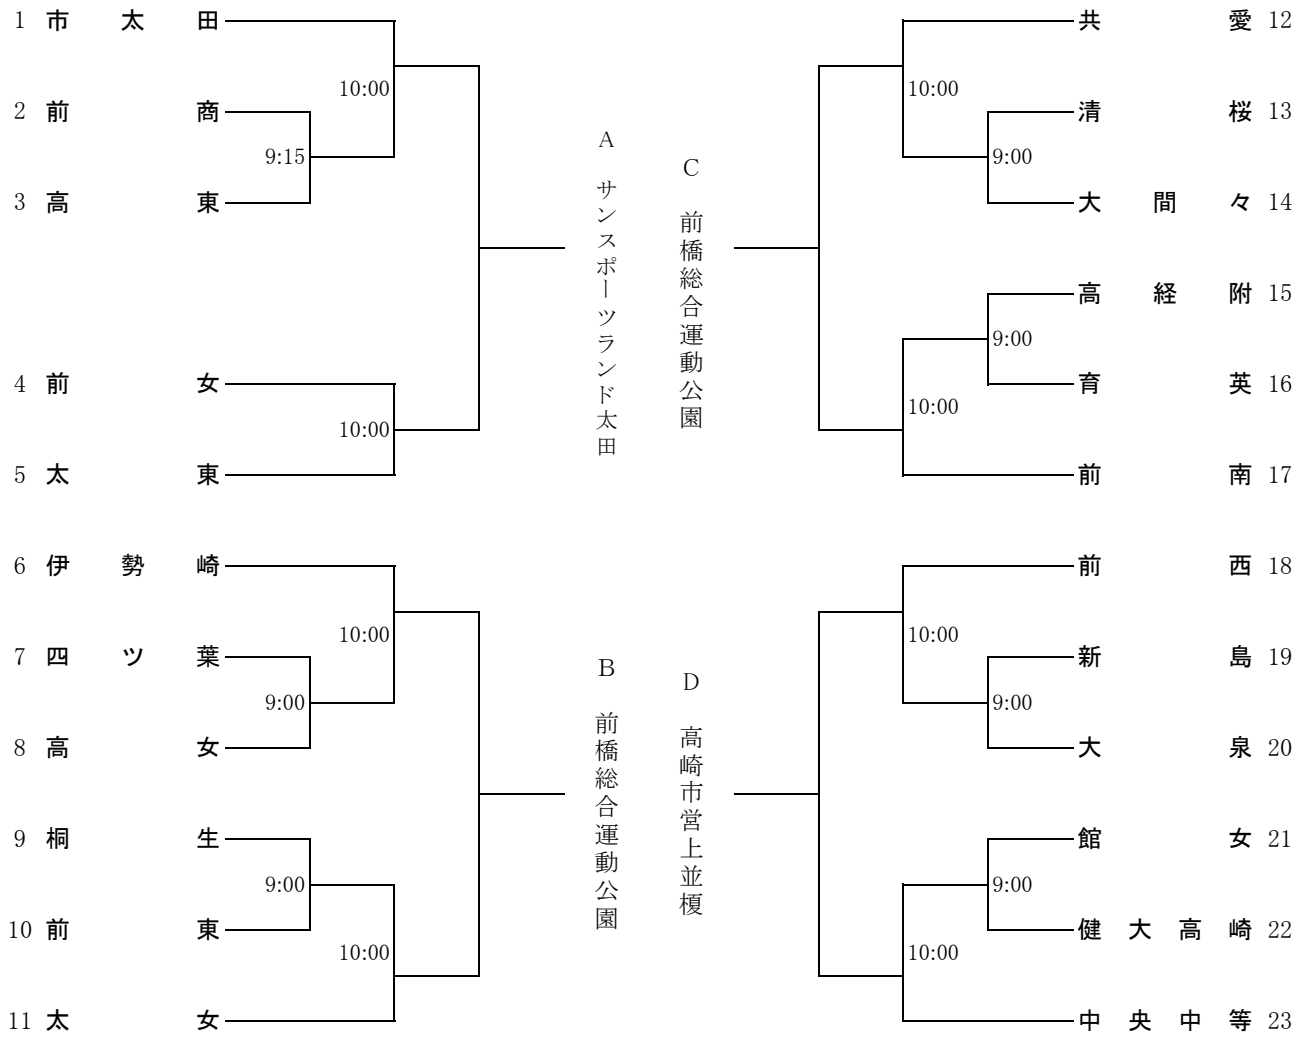 1 市太田
10:00
2 前商
9:15
3 高東
4 前女
10:00
5 太東
A サンスポーツランド太田
6 伊勢崎
10:00
7 四ツ葉
9:00
8 高女
9 桐生
9:00
10 前東
10:00
11 太女
B 前橋総合運動公園
C 前橋総合運動公園
共愛 12
10:00
清桜 13
9:00
大間々 14
高経附 15
9:00
育英 16
10:00
前南 17
D 高崎市営上並榎
前西 18
10:00
新島 19
9:00
大泉 20
館女 21
9:00
健大高崎 22
10:00
中央中等 23